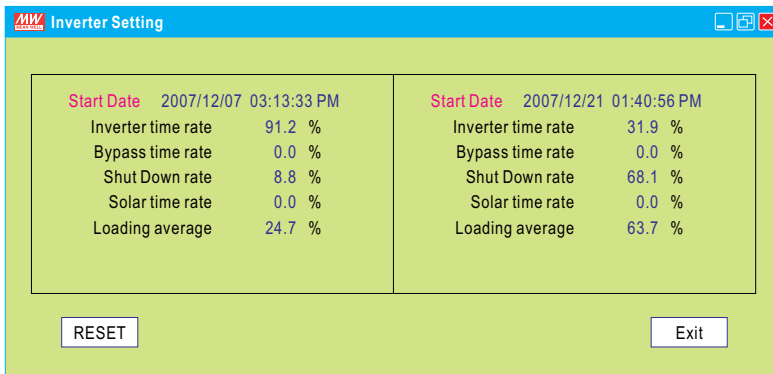 MW MEAN WELL Inverter Setting
Start Date 2007/12/07 03:13:33 PM
Inverter time rate 91.2 %
Bypass time rate 0.0 %
Shut Down rate 8.8 %
Solar time rate 0.0 %
Loading average 24.7 %
Start Date 2007/12/21 01:40:56 PM
Inverter time rate 31.9 %
Bypass time rate 0.0 %
Shut Down rate 68.1 %
Solar time rate 0.0 %
Loading average 63.7 %
RESET
Exit